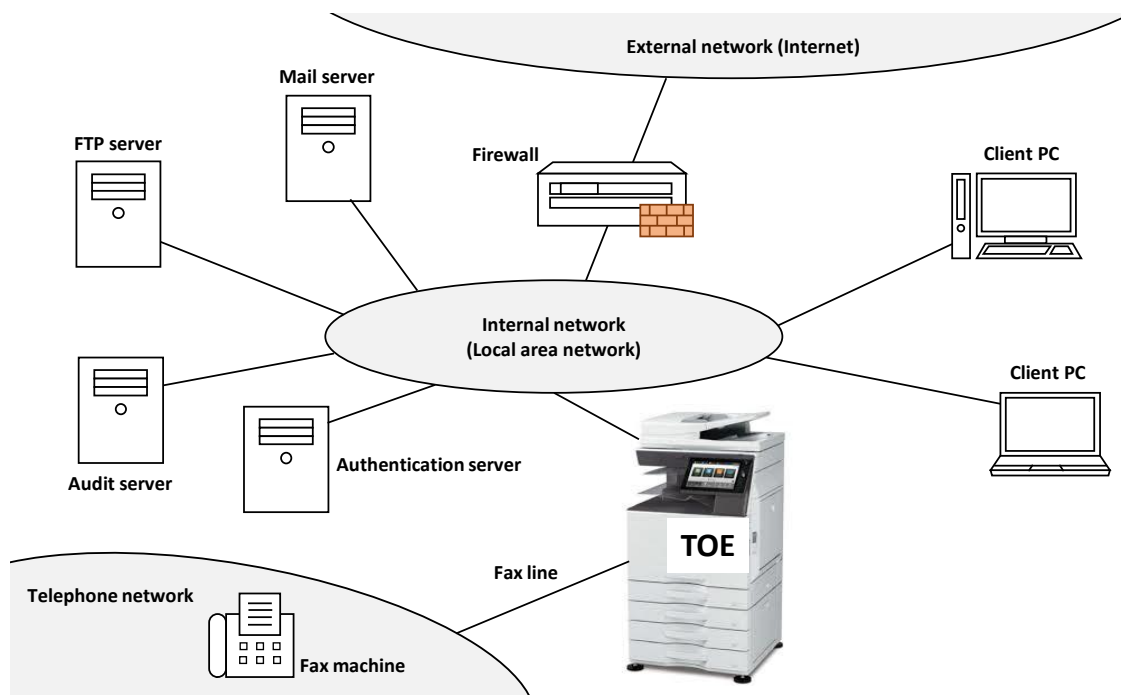 External network (Internet)
Mail server
FTP server
Firewall
Client PC
Internal network
(Local area network)
Client PC
Audit server
Authentication server
TOE
Fax line
Telephone network
Fax machine